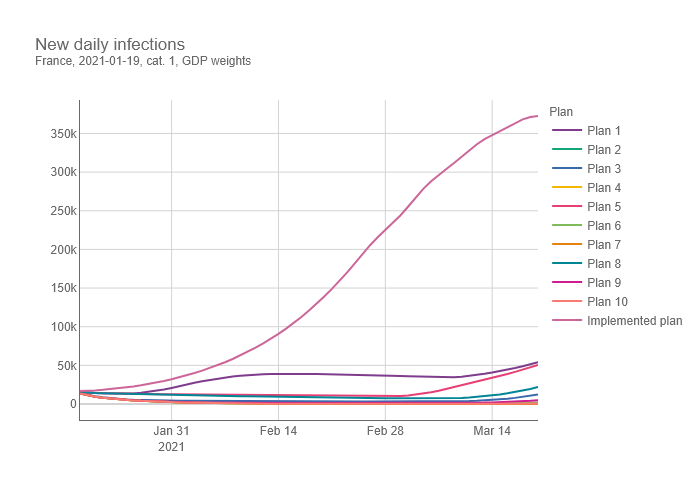 New daily infections
France, 2021-01-19, cat. 1, GDP weights
Plan
350k
300k
250k
200k
150k
100k
50k
0
Plan 1
Plan 2
Plan 3
Plan 4
Plan 5
Plan 6
Plan 7
Plan 8
Plan 9
Plan 10
Implemented plan
Jan 31
2021
Feb 14
Feb 28
Mar 14